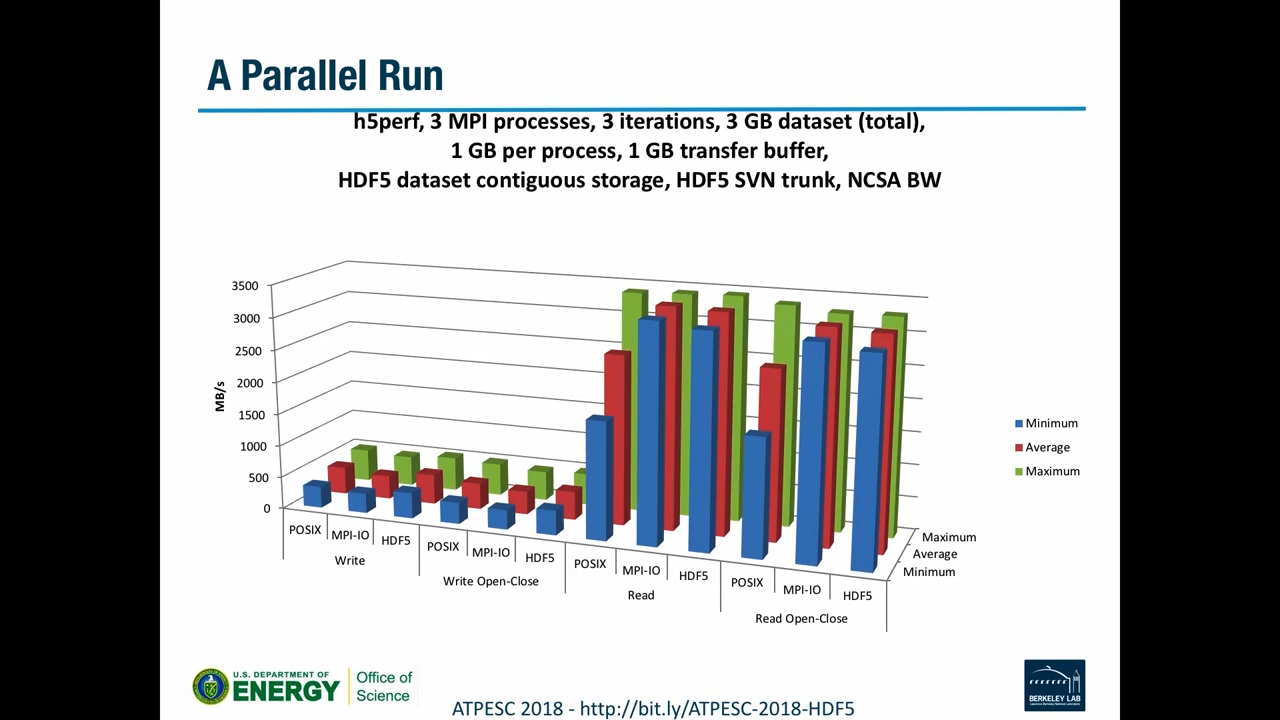 A Parallel Run
h5perf, 3 MPI processes, 3 iterations, 3 GB dataset (total),
1 GB per process, 1 GB transfer buffer,
HDF5 dataset contiguous storage, HDF5 SVN trunk, NCSA BW
3500
3000
2500
2000
1500
1000
500
0
MB/s
POSIX
MPI-IO
HDF5
POSIX
MPI-IO
HDF5
POSIX
MPI-IO
HDF5
POSIX
MPI-IO
HDF5
Write
Write Open-Close
Read
Read Open-Close
Maximum
Average
Minimum
Minimum
Average
Maximum
U.S. DEPARTMENT OF
ENERGY
Office of
Science
ATPESC 2018 - http://bit.ly/ATPESC-2018-HDF5
BERKELEY LAB